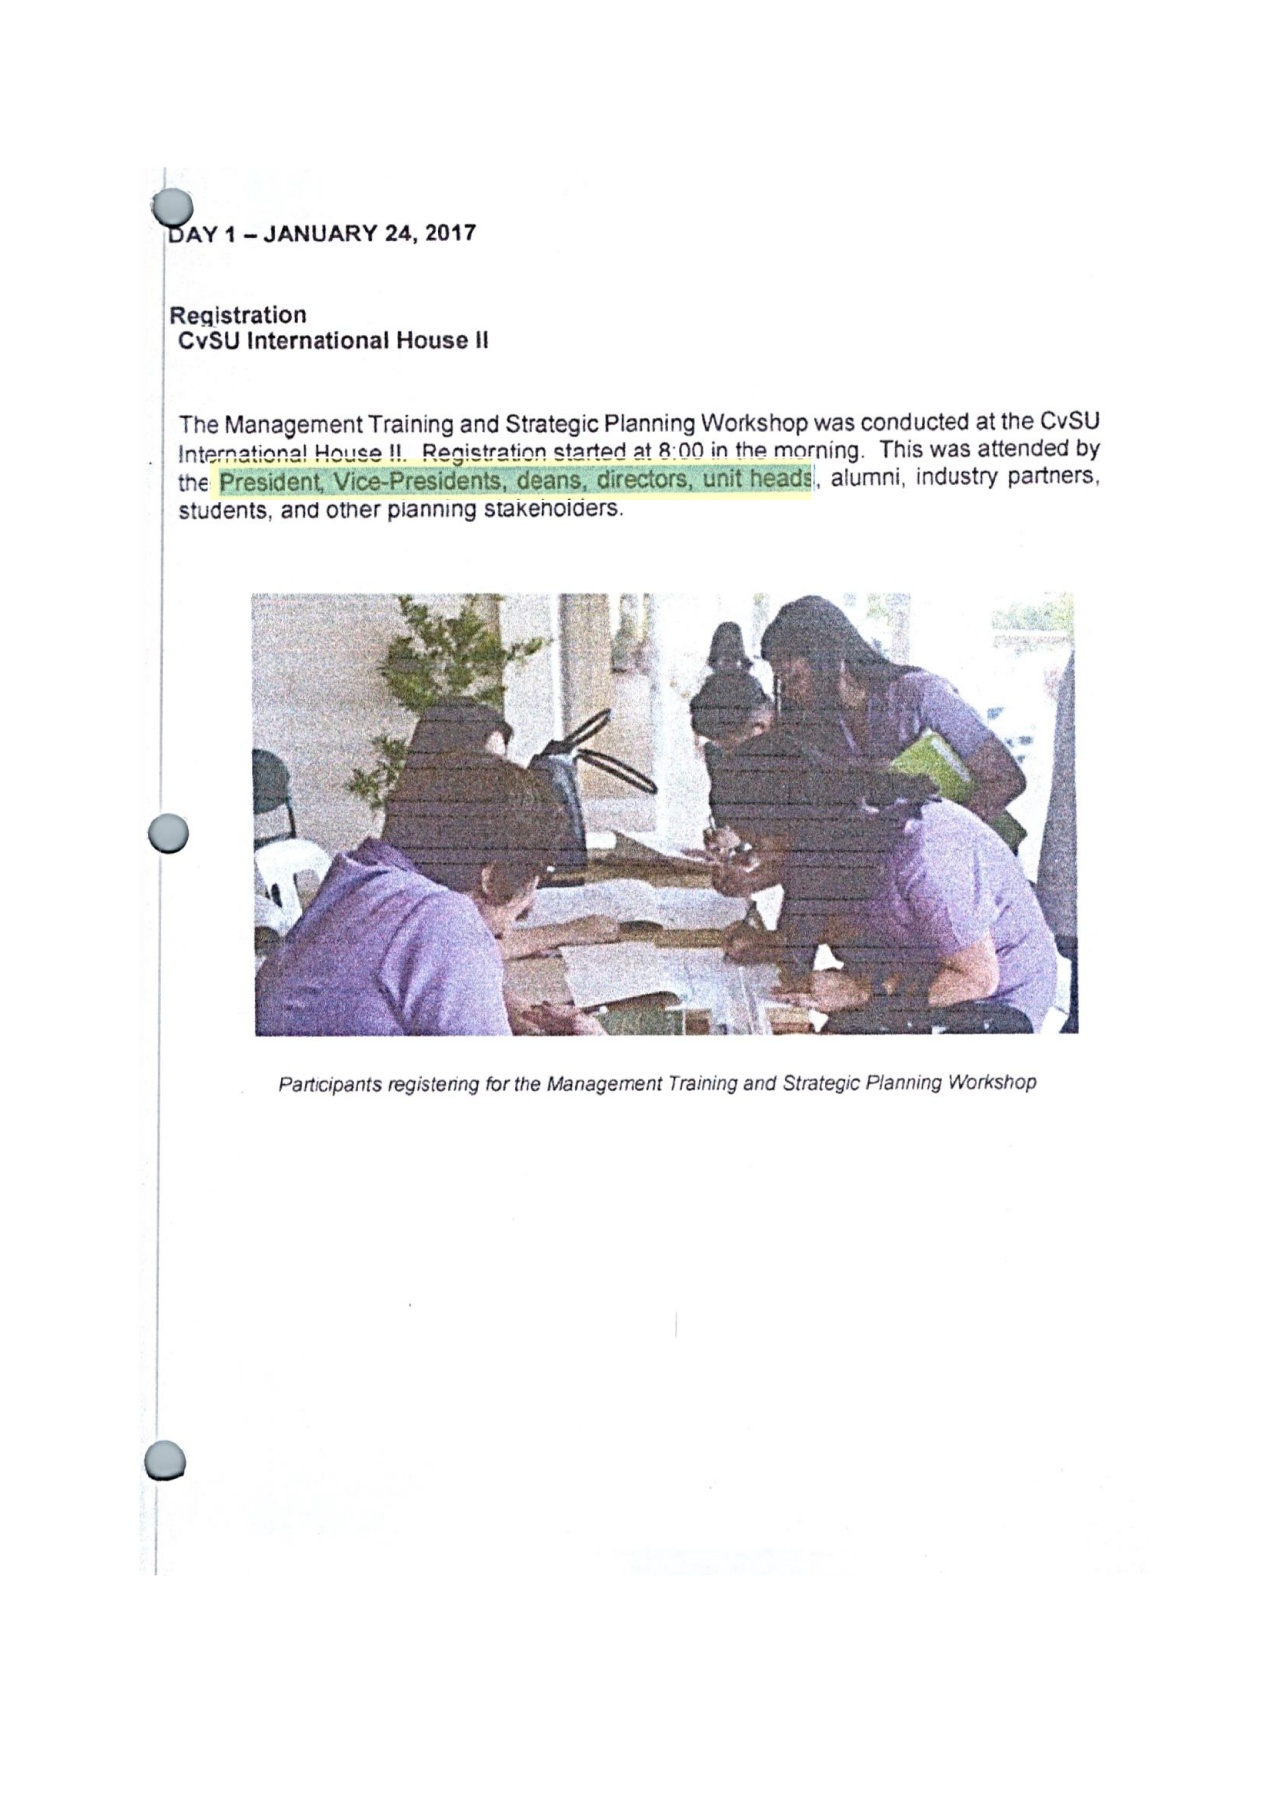 DAY 1 – JANUARY 24, 2017
Registration
CvSU International House II
The Management Training and Strategic Planning Workshop was conducted at the CvSU
International House II. Registration started at 8:00 in the morning. This was attended by
the President, Vice-Presidents, deans, directors, unit heads, alumni, industry partners,
students, and other planning stakeholders.
Participants registering for the Management Training and Strategic Planning Workshop